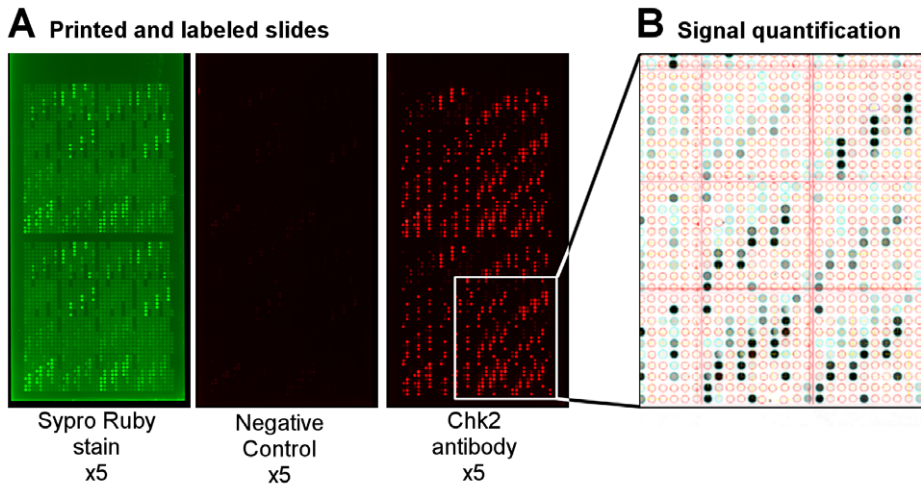 A Printed and labeled slides
B Signal quantification
Sypro Ruby
stain
x5
Negative
Control
x5
Chk2
antibody
x5